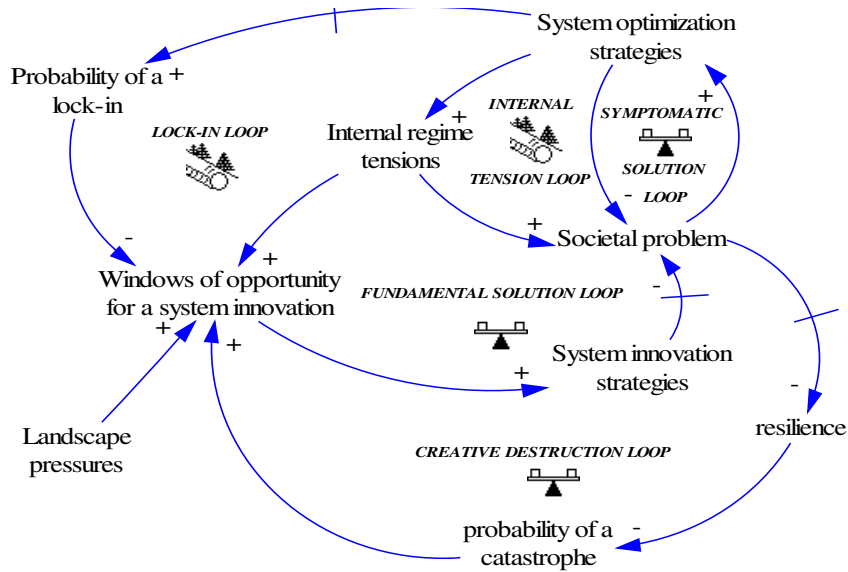 System optimization
strategies
+
Probability of a
lock-in
LOCK-IN LOOP
+
Internal regime
tensions
INTERNAL
TENSION LOOP
SYMPTOMATIC
SOLUTION
LOOP
+
-
+
Societal problem
-
+
Windows of opportunity
for a system innovation
+
+
FUNDAMENTAL SOLUTION LOOP
-
+
System innovation
strategies
-
resilience
Landscape
pressures
CREATIVE DESTRUCTION LOOP
probability of a
catastrophe
-